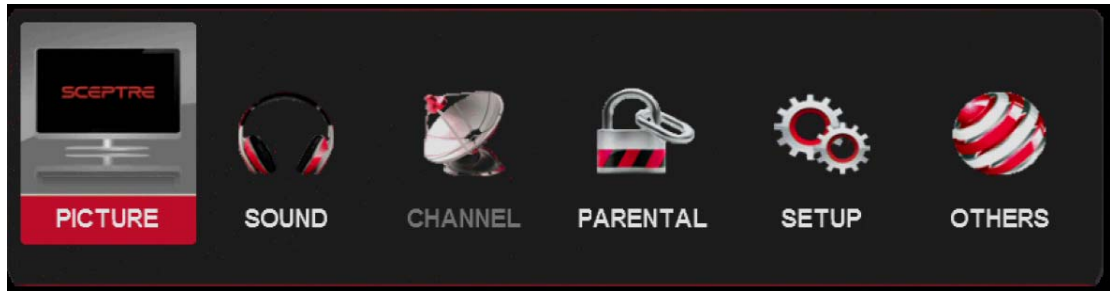 SCEPTRE
PICTURE
SOUND
CHANNEL
PARENTAL
SETUP
OTHERS